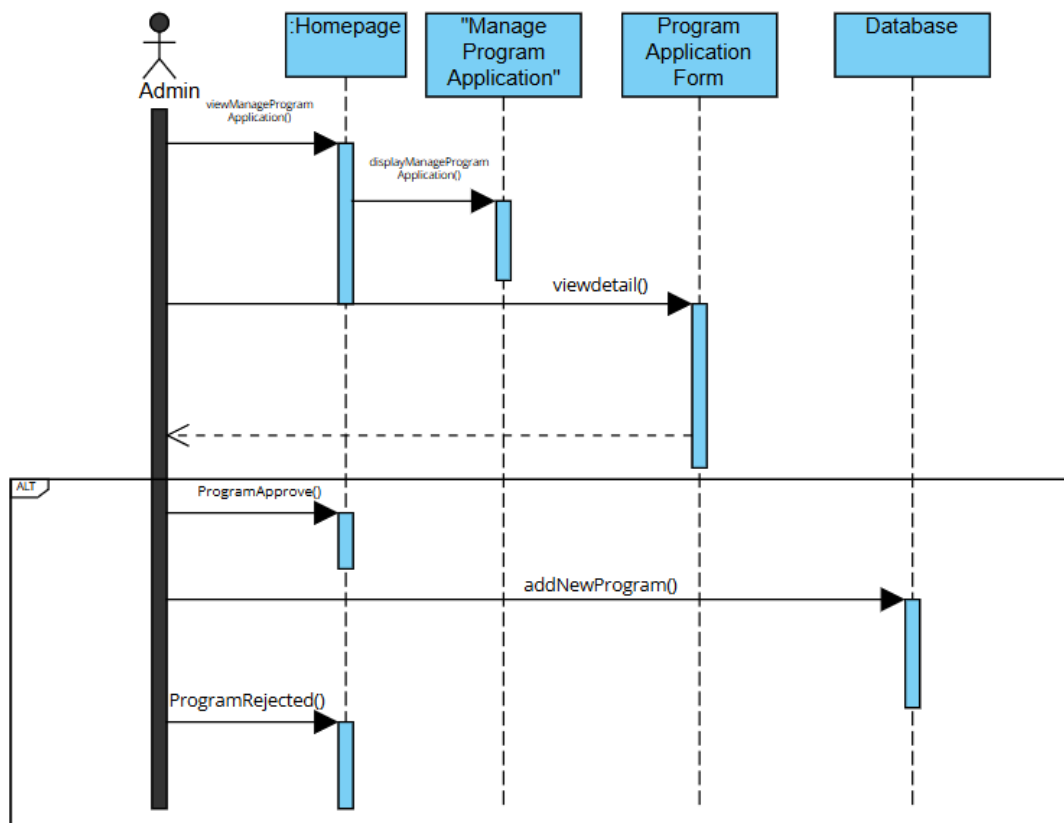 :Homepage
"Manage
Program
Application"
Program
Application
Form
Database
Admin
viewManageProgram
Application()
displayManageProgram
Application()
viewdetail()
ALT
ProgramApprove()
addNewProgram()
ProgramRejected()